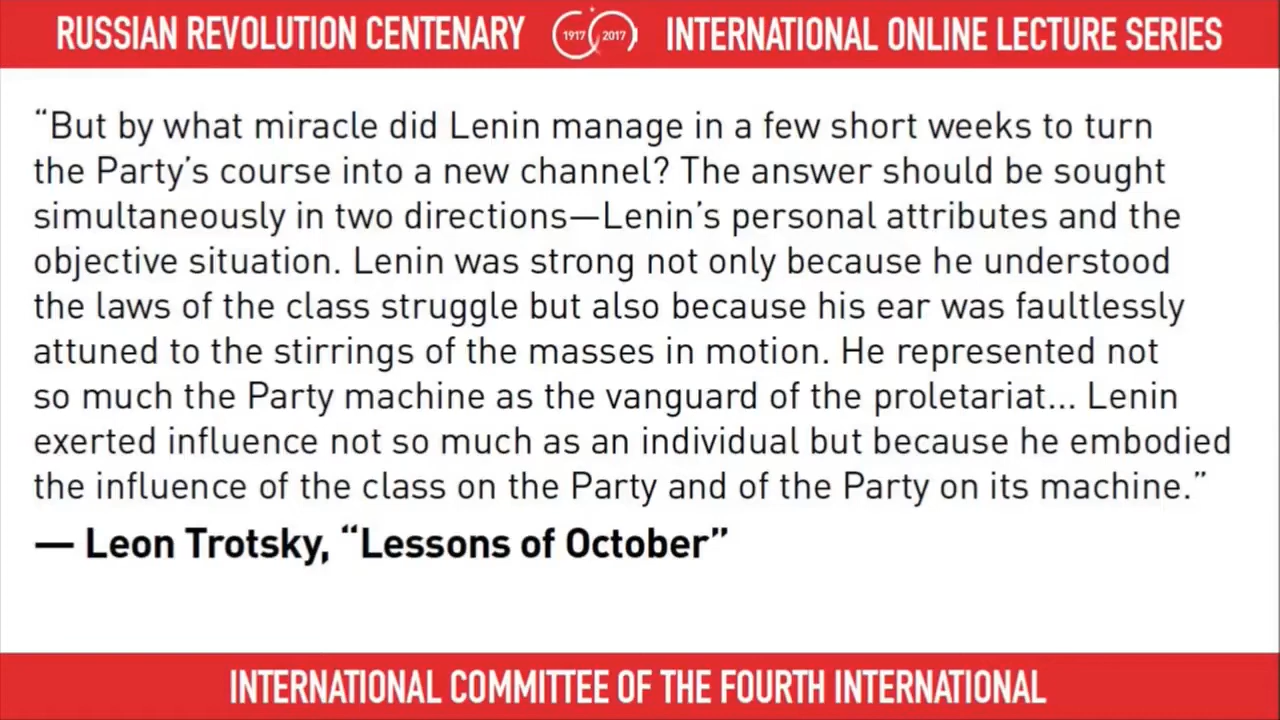 RUSSIAN REVOLUTION CENTENARY 1917 2017 INTERNATIONAL ONLINE LECTURE SERIES
“But by what miracle did Lenin manage in a few short weeks to turn
the Party’s course into a new channel? The answer should be sought
simultaneously in two directions—Lenin’s personal attributes and the
objective situation. Lenin was strong not only because he understood
the laws of the class struggle but also because his ear was faultlessly
attuned to the stirrings of the masses in motion. He represented not
so much the Party machine as the vanguard of the proletariat... Lenin
exerted influence not so much as an individual but because he embodied
the influence of the class on the Party and of the Party on its machine.”
— Leon Trotsky, “Lessons of October”
INTERNATIONAL COMMITTEE OF THE FOURTH INTERNATIONAL